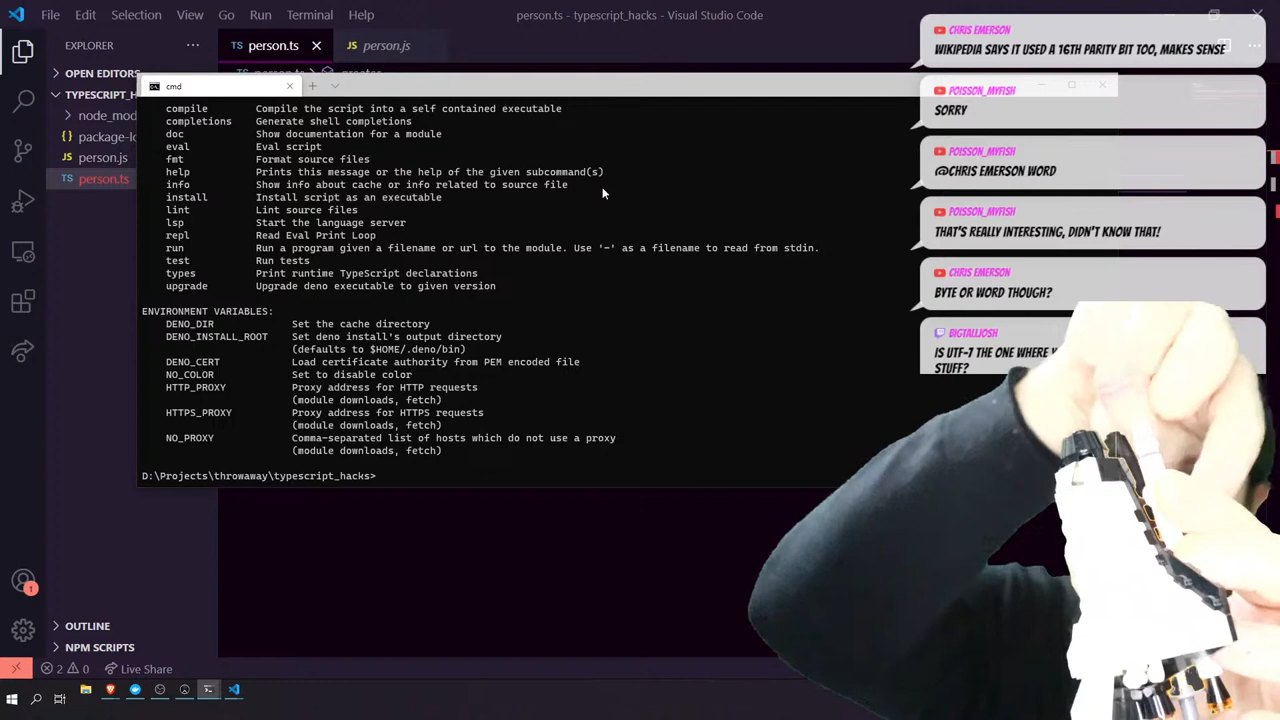 File Edit Selection View Go Run Terminal Help
person.ts - typescript_hacks - Visual Studio Code
EXPLORER
person.ts
person.js
OPEN EDITORS
TYPESCRIPT_H
node_mod
package-lo
person.js
person.ts
cmd
compile Compile the script into a self contained executable
completions Generate shell completions
doc Show documentation for a module
eval Eval script
fmt Format source files
help Prints this message or the help of the given subcommand(s)
info Show info about cache or info related to source file
install Install script as an executable
lint Lint source files
lsp Start the language server
repl Read Eval Print Loop
run Run a program given a filename or url to the module. Use '-' as a filename to read from stdin.
test Run tests
types Print runtime TypeScript declarations
upgrade Upgrade deno executable to given version
ENVIRONMENT VARIABLES:
DENO_DIR Set the cache directory
DENO_INSTALL_ROOT Set deno install's output directory
(defaults to $HOME/.deno/bin)
DENO_CERT Load certificate authority from PEM encoded file
NO_COLOR Set to disable color
HTTP_PROXY Proxy address for HTTP requests
(module downloads, fetch)
HTTPS_PROXY Proxy address for HTTPS requests
(module downloads, fetch)
NO_PROXY Comma-separated list of hosts which do not use a proxy
(module downloads, fetch)
D:\Projects\throwaway\typescript_hacks>
CHRIS EMERSON
WIKIPEDIA SAYS IT USED A 16TH PARITY BIT TOO, MAKES SENSE
POISSON_MYFISH
SORRY
POISSON_MYFISH
@CHRIS EMERSON WORD
POISSON_MYFISH
THAT'S REALLY INTERESTING, DIDN'T KNOW THAT!
CHRIS EMERSON
BYTE OR WORD THOUGH?
BIGTALLJOSH
IS UTF-7 THE ONE WHERE
STUFF?
1
OUTLINE
NPM SCRIPTS
2 0 Live Share